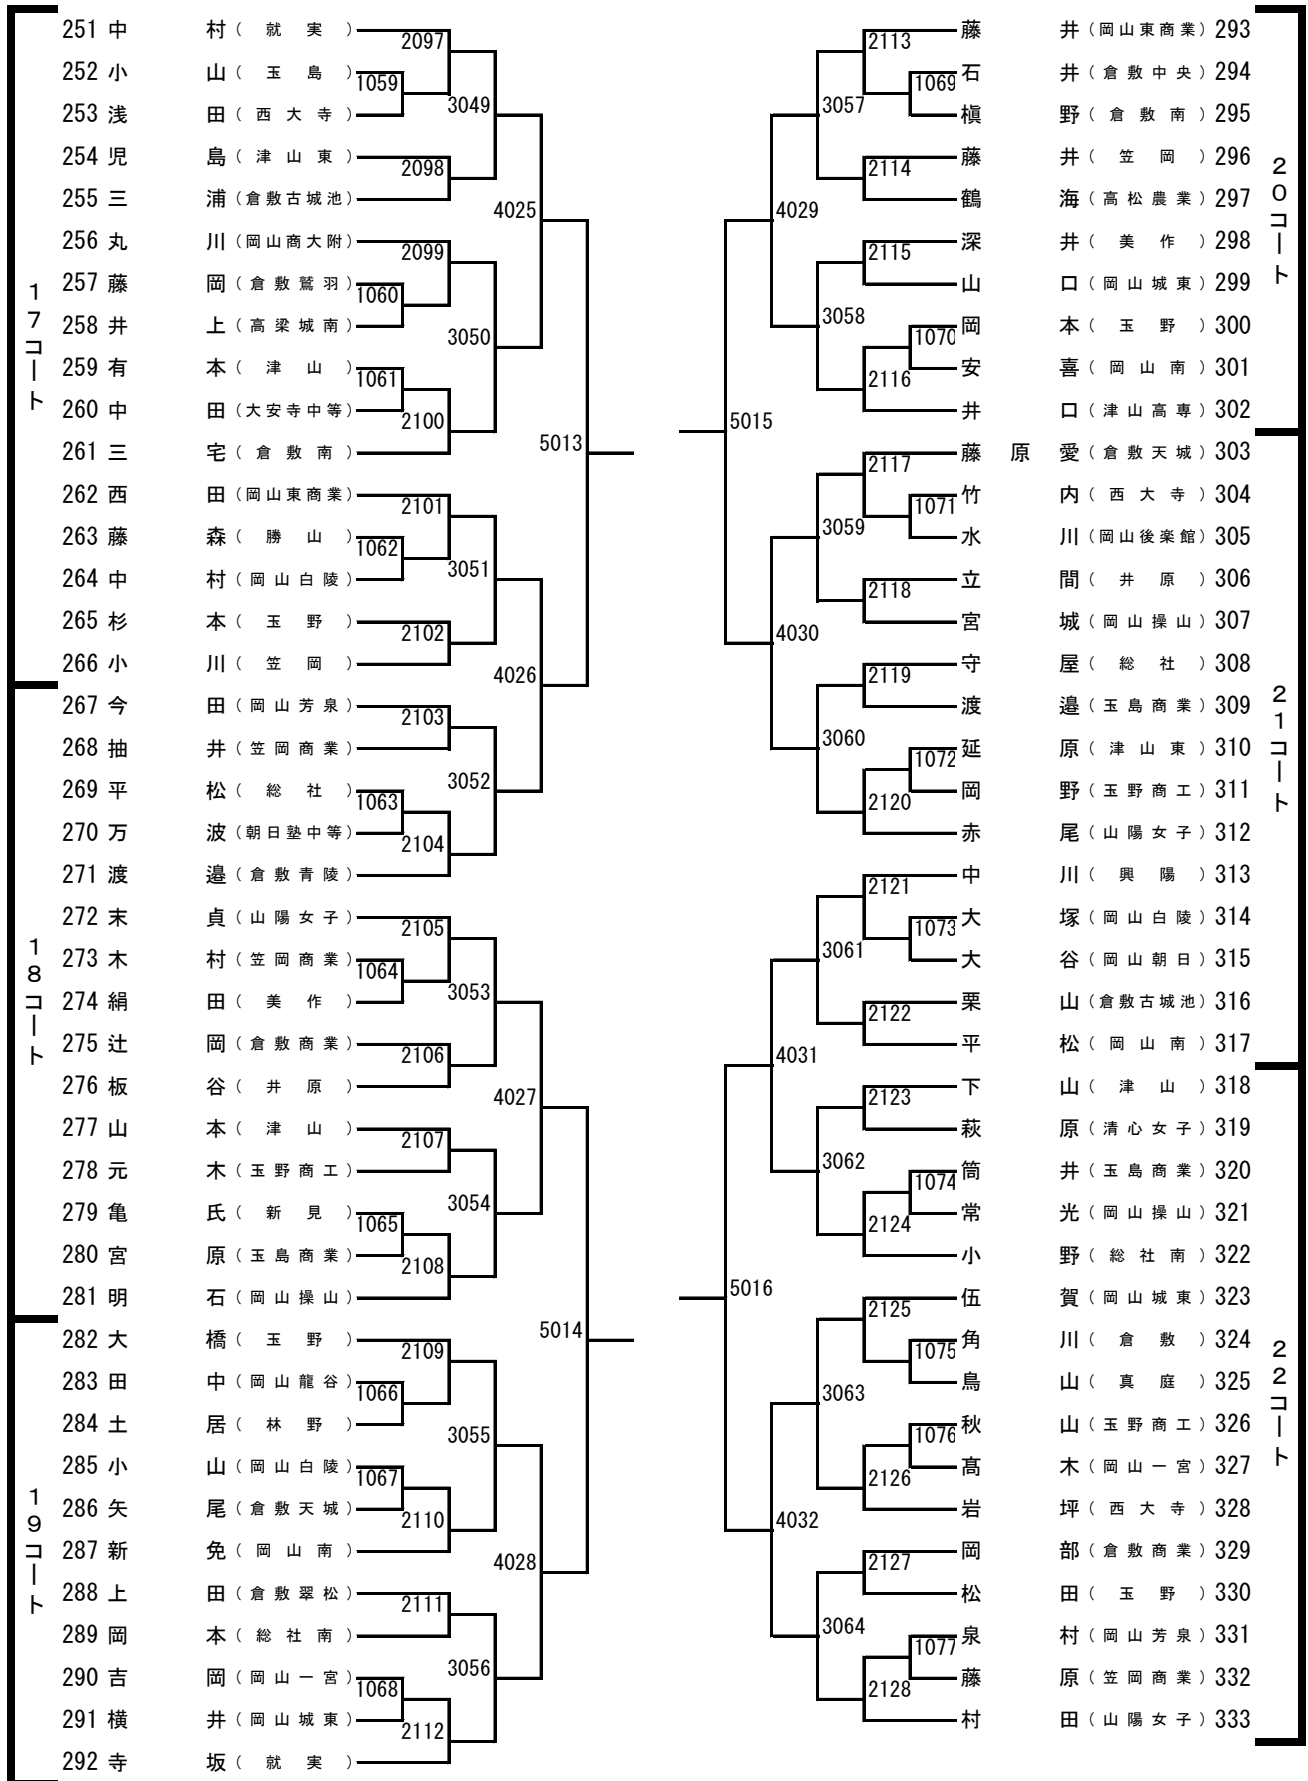 17コート
251 中村(就実)
252 小山(玉島)
253 浅田(西大寺)
254 児島(津山東)
255 三浦(倉敷古城池)
256 丸川(岡山商大附)
257 藤岡(倉敷鷲羽)
258 井上(高梁城南)
259 有本(津山)
260 中田(大安寺中等)
261 三宅(倉敷南)
262 西田(岡山東商業)
263 藤森(勝山)
264 中村(岡山白陵)
265 杉本(玉野)
266 小川(笠岡)
18コート
267 今田(岡山芳泉)
268 抽井(笠岡商業)
269 平松(総社)
270 万波(朝日塾中等)
271 渡邉(倉敷青陵)
272 末貞(山陽女子)
273 木村(笠岡商業)
274 絹田(美作)
275 辻岡(倉敷商業)
276 板谷(井原)
277 山本(津山)
278 元木(玉野商工)
279 亀氏(新見)
280 宮原(玉島商業)
281 明石(岡山操山)
19コート
282 大橋(玉野)
283 田中(岡山龍谷)
284 土居(林野)
285 小山(岡山白陵)
286 矢尾(倉敷天城)
287 新免(岡山南)
288 上田(倉敷翠松)
289 岡本(総社南)
290 吉岡(岡山一宮)
291 横井(岡山城東)
292 寺坂(就実)
1059
1060
1061
1062
1063
1064
1065
1066
1067
1068
2097
2098
2099
2100
2101
2102
2103
2104
2105
2106
2107
2108
2109
2110
2111
2112
3049
3050
3051
3052
3053
3054
3055
3056
4025
4026
4027
4028
5013
5014
5015
5016
4029
4030
4031
4032
3057
3058
3059
3060
3061
3062
3063
3064
2113
2114
2115
2116
2117
2118
2119
2120
2121
2122
2123
2124
2125
2126
2127
2128
1069
1070
1071
1072
1073
1074
1075
1076
1077
20コート
藤井(岡山東商業) 293
石井(倉敷中央) 294
槇野(倉敷南) 295
藤井(笠岡) 296
鶴海(高松農業) 297
深井(美作) 298
山口(岡山城東) 299
岡本(玉野) 300
安喜(岡山南) 301
井口(津山高専) 302
21コート
藤原愛(倉敷天城) 303
竹内(西大寺) 304
水川(岡山後楽館) 305
立間(井原) 306
宮城(岡山操山) 307
守屋(総社) 308
渡邉(玉島商業) 309
延原(津山東) 310
岡野(玉野商工) 311
赤尾(山陽女子) 312
中川(興陽) 313
大塚(岡山白陵) 314
大谷(岡山朝日) 315
栗山(倉敷古城池) 316
平松(岡山南) 317
22コート
下山(津山) 318
萩原(清心女子) 319
筒井(玉島商業) 320
常光(岡山操山) 321
小野(総社南) 322
伍賀(岡山城東) 323
角川(倉敷) 324
鳥山(真庭) 325
秋山(玉野商工) 326
髙木(岡山一宮) 327
岩坪(西大寺) 328
岡部(倉敷商業) 329
松田(玉野) 330
泉村(岡山芳泉) 331
藤原(笠岡商業) 332
村田(山陽女子) 333